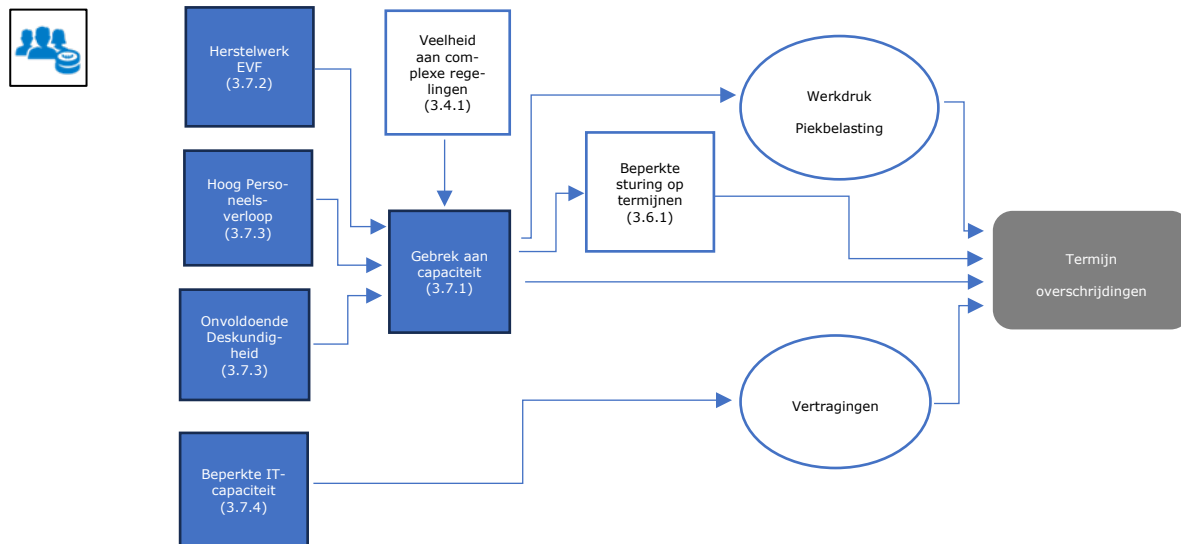 Herstelwerk
EVF
(3.7.2)
Veelheid
aan com-
plexe rege-
lingen
(3.4.1)
Werkdruk
Piekbelasting
Hoog Perso-
neels-
verloop
(3.7.3)
Beperkte
sturing op
termijnen
(3.6.1)
Gebrek aan
capaciteit
(3.7.1)
Termijn
overschrijdingen
Onvoldoende
Deskundig-
heid
(3.7.3)
Vertragingen
Beperkte IT-
capaciteit
(3.7.4)